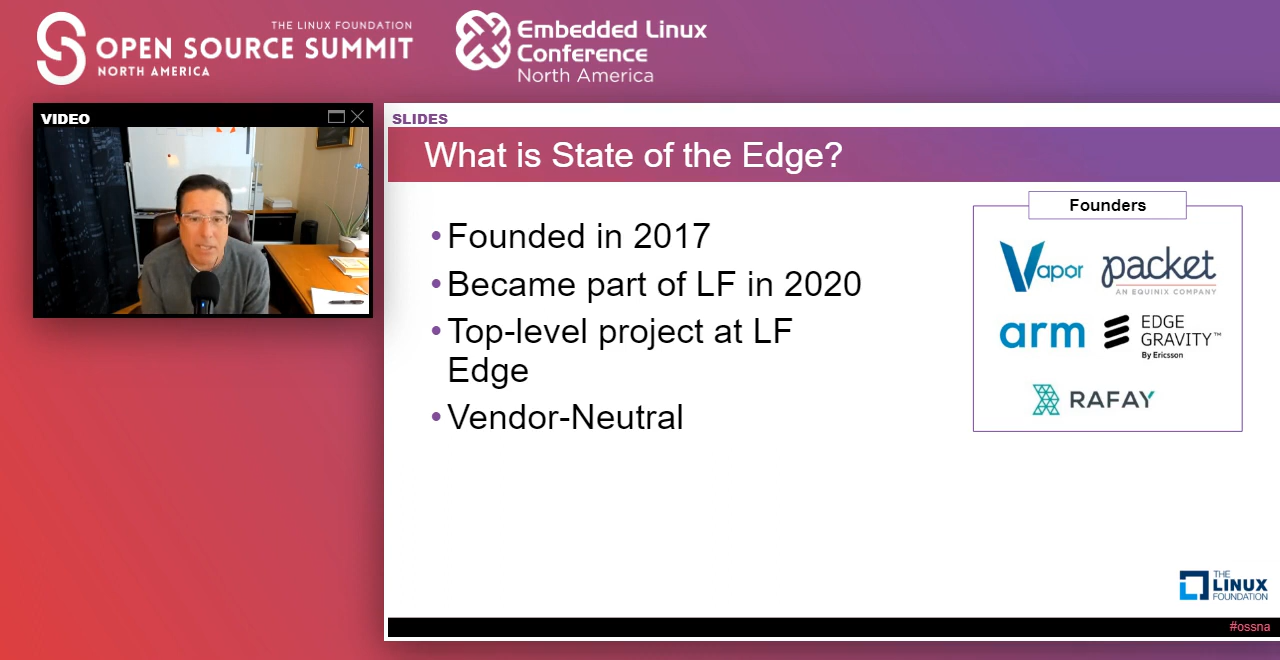 THE LINUX FOUNDATION
OPEN SOURCE SUMMIT
NORTH AMERICA
Embedded Linux
Conference
North America
VIDEO
SLIDES
What is State of the Edge?
• Founded in 2017
• Became part of LF in 2020
• Top-level project at LF
Edge
• Vendor-Neutral
Founders
Vapor
packet
AN EQUINIX COMPANY
arm
EDGE
GRAVITY™
By Ericsson
RAFAY
THE
LINUX
FOUNDATION
#ossna